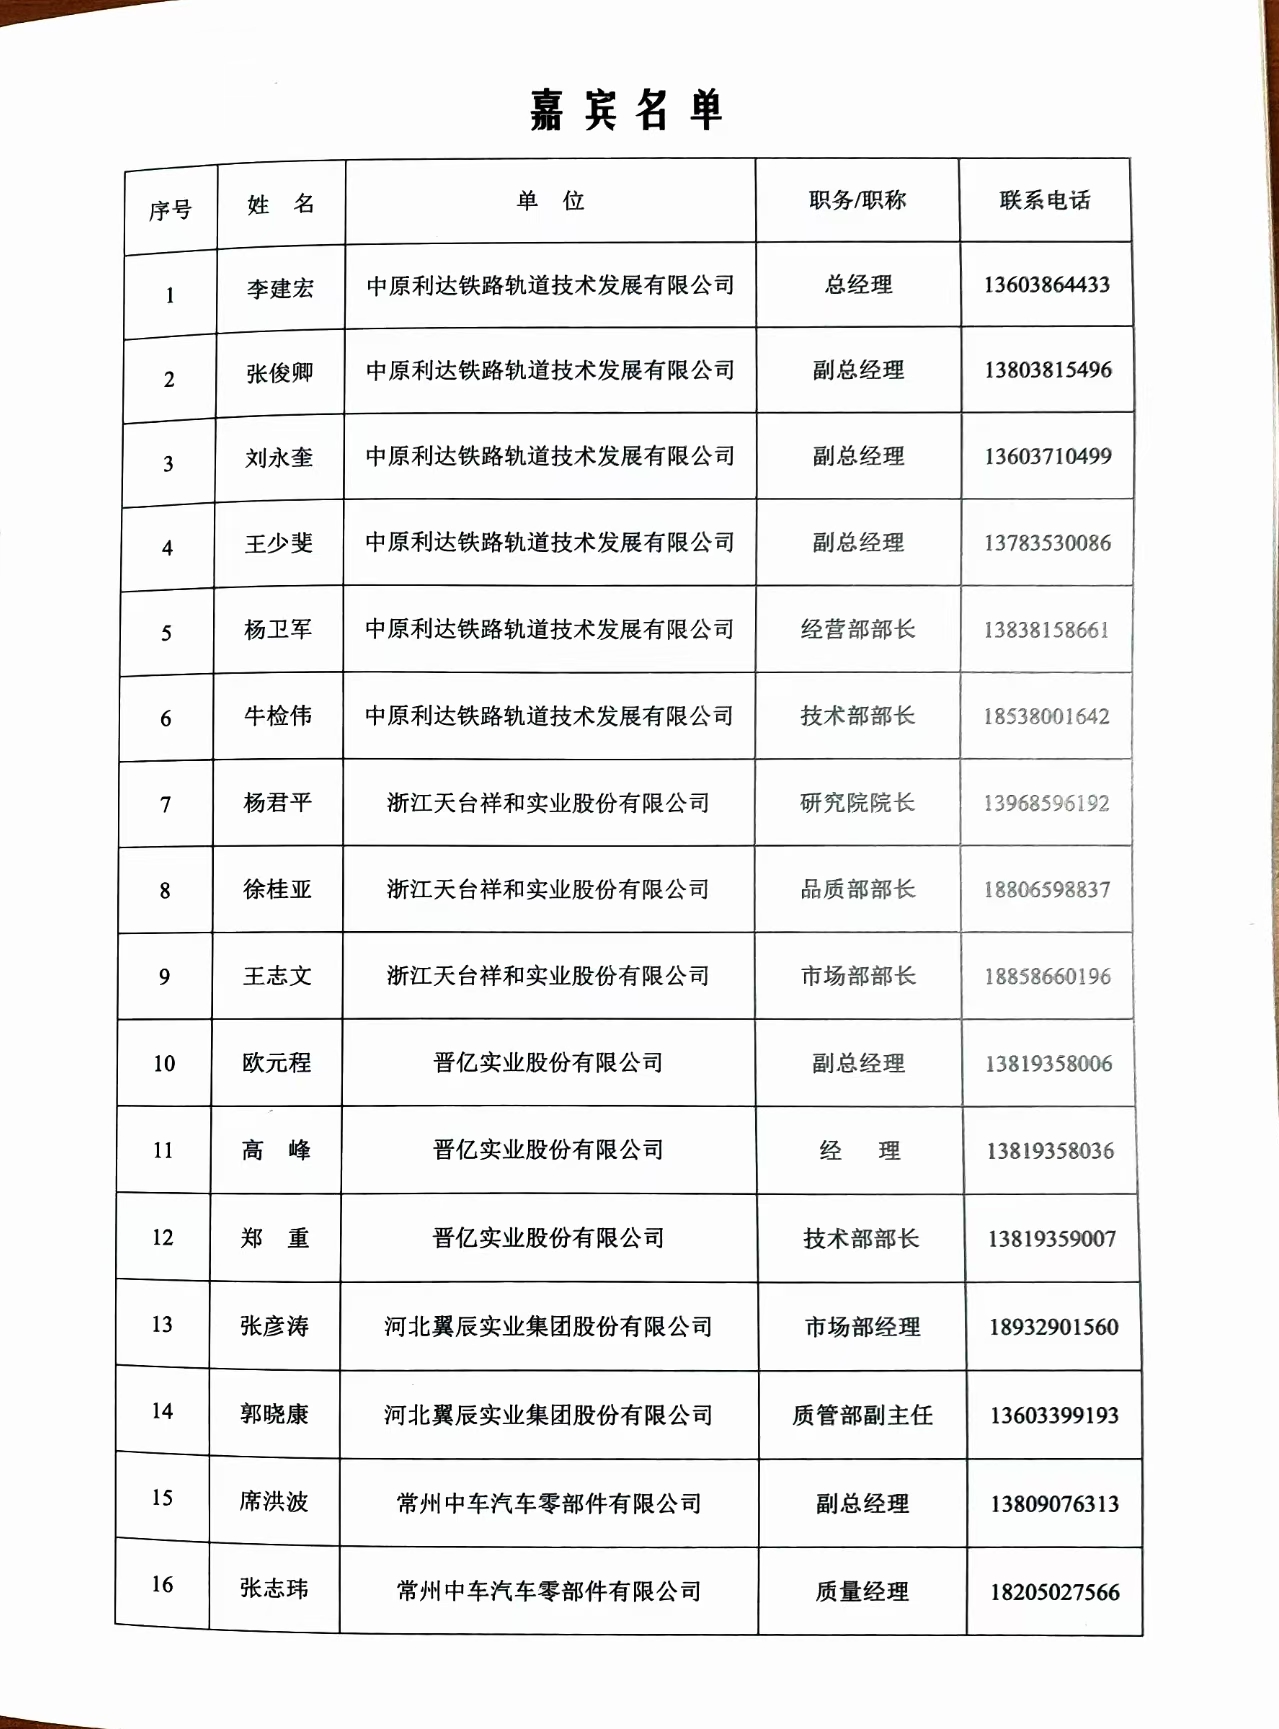 嘉宾名单
序号 姓 名 单 位 职务/职称 联系电话
1 李建宏 中原利达铁路轨道技术发展有限公司 总经理 13603864433
2 张俊卿 中原利达铁路轨道技术发展有限公司 副总经理 13803815496
3 刘永奎 中原利达铁路轨道技术发展有限公司 副总经理 13603710499
4 王少斐 中原利达铁路轨道技术发展有限公司 副总经理 13783530086
5 杨卫军 中原利达铁路轨道技术发展有限公司 经营部部长 13838158661
6 牛检伟 中原利达铁路轨道技术发展有限公司 技术部部长 18538001642
7 杨君平 浙江天台祥和实业股份有限公司 研究院院长 13968596192
8 徐桂亚 浙江天台祥和实业股份有限公司 品质部部长 18806598837
9 王志文 浙江天台祥和实业股份有限公司 市场部部长 18858660196
10 欧元程 晋亿实业股份有限公司 副总经理 13819358006
11 高 峰 晋亿实业股份有限公司 经 理 13819358036
12 郑 重 晋亿实业股份有限公司 技术部部长 13819359007
13 张彦涛 河北翼辰实业集团股份有限公司 市场部经理 18932901560
14 郭晓康 河北翼辰实业集团股份有限公司 质管部副主任 13603399193
15 席洪波 常州中车汽车零部件有限公司 副总经理 13809076313
16 张志玮 常州中车汽车零部件有限公司 质量经理 18205027566